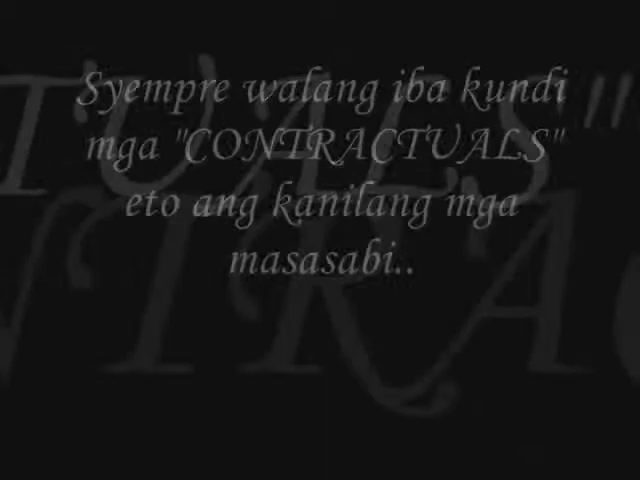 Syempre walang iba kundi
mga "CONTRACTUALS"
eto ang kanilang mga
masasabi..